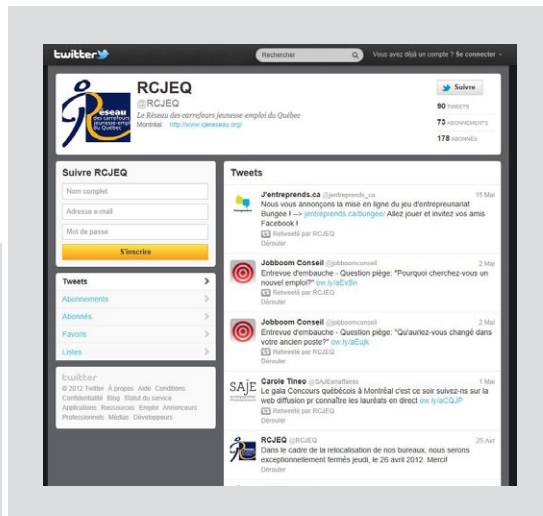 twitter
Rechercher
Vous avez déjà un compte ? Se connecter
Réseau
des carrefours
jeunesse-emploi
du Québec
RCJEQ
@RCJEQ
Le Réseau des carrefours jeunesse-emploi du Québec
Montréal http://www.cjereseau.org/
Suivre
90 TWEETS
73 ABONNEMENTS
178 ABONNÉS
Suivre RCJEQ
Nom complet
Adresse e-mail
Mot de passe
S'inscrire
Tweets
Abonnements
Abonnés
Favoris
Listes
twitter
© 2012 Twitter À propos Aide Conditions
Confidentialité Blog Statut du service
Applications Ressources Emploi Annonceurs
Professionnels Médias Développeurs
Tweets
J'entreprends.ca @jentreprends_ca 15 Mai
Nous vous annonçons la mise en ligne du jeu d'entrepreunariat
Bungee ! --> jentreprends.ca/bungee/ Allez jouer et invitez vos amis
Facebook !
Retweeté par RCJEQ
Dérouler
Jobboom Conseil @jobboomconseil 2 Mai
Entrevue d'embauche - Question piège: "Pourquoi cherchez-vous un
nouvel emploi?" ow.ly/aEvSn
Retweeté par RCJEQ
Dérouler
Jobboom Conseil @jobboomconseil 2 Mai
Entrevue d'embauche - Question piège: "Qu'auriez-vous changé dans
votre ancien poste?" ow.ly/aEujk
Retweeté par RCJEQ
Dérouler
SAJE
Carole Tineo @SAJEenaffaires 1 Mai
Le gala Concours québécois à Montréal c'est ce soir suivez-ns sur la
web diffusion pr connaître les lauréats en direct ow.ly/aCQJP
Retweeté par RCJEQ
Dérouler
RCJEQ @RCJEQ 25 Avr
Dans le cadre de la relocalisation de nos bureaux, nous serons
exceptionnellement fermés jeudi, le 26 avril 2012. Merci!
Dérouler